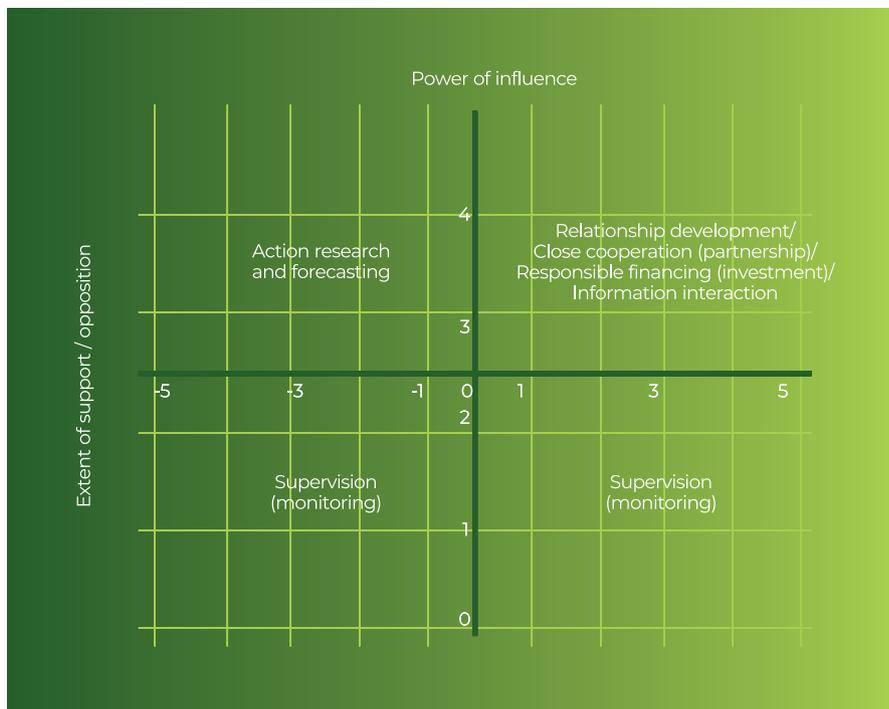 Power of influence
Extent of support / opposition
4
Action research
and forecasting
Relationship development/
Close cooperation (partnership)/
Responsible financing (investment)/
Information interaction
3
-5
-3
-1
0
1
3
5
2
Supervision
(monitoring)
Supervision
(monitoring)
1
0